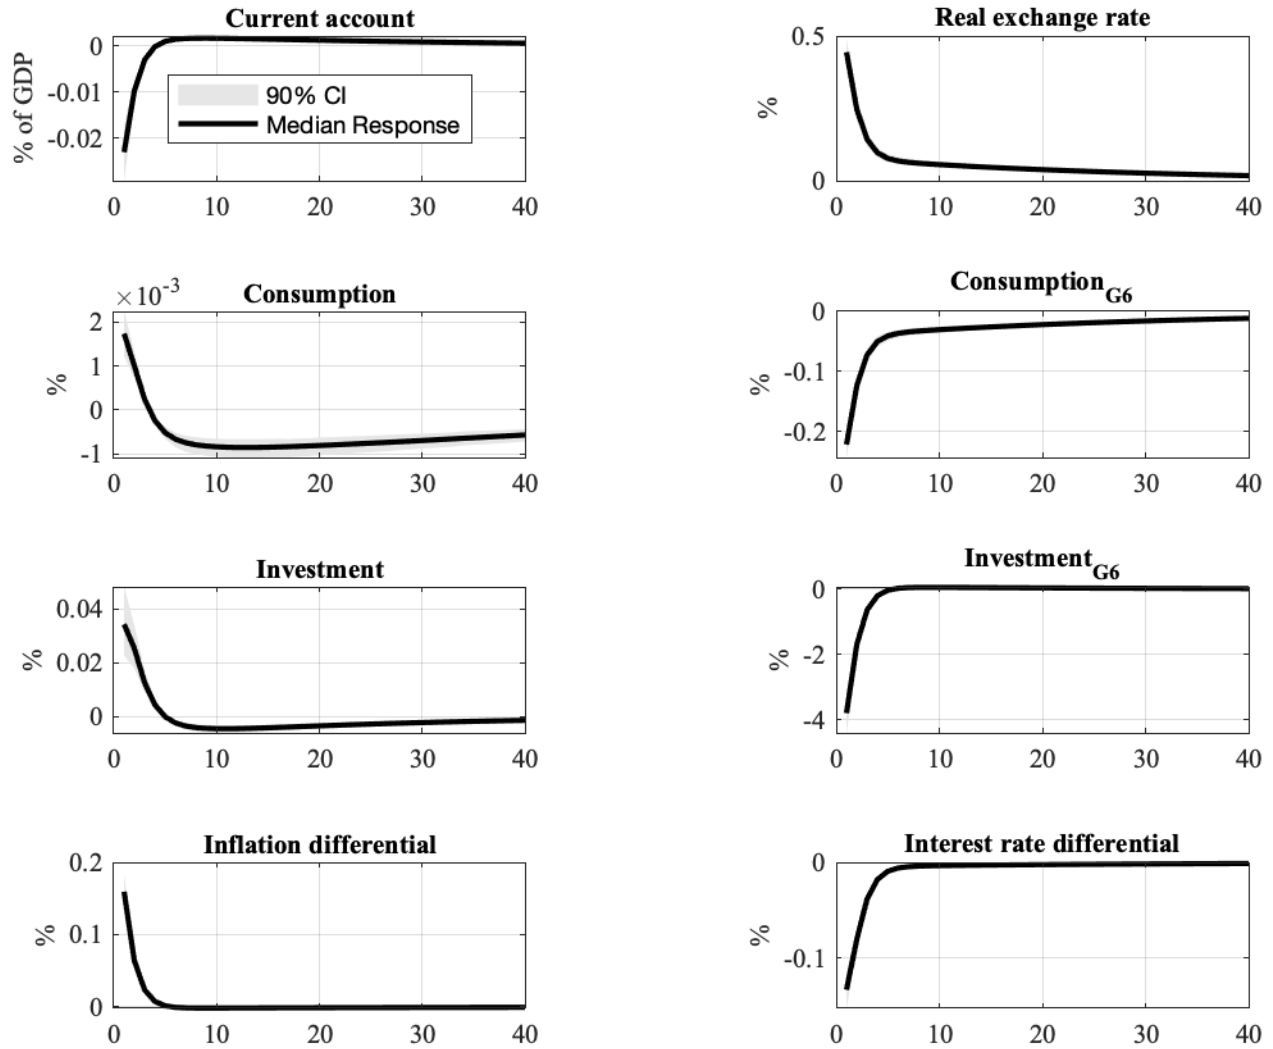 Current account
% of GDP
0
-0.01
-0.02
90% CI
Median Response
0 10 20 30 40
Real exchange rate
%
0.5
0
0 10 20 30 40
Consumption
×10-3
%
2
1
0
-1
0 10 20 30 40
ConsumptionG6
%
0
-0.1
-0.2
0 10 20 30 40
Investment
%
0.04
0.02
0
0 10 20 30 40
InvestmentG6
%
0
-2
-4
0 10 20 30 40
Inflation differential
%
0.2
0.1
0
0 10 20 30 40
Interest rate differential
%
0
-0.1
0 10 20 30 40